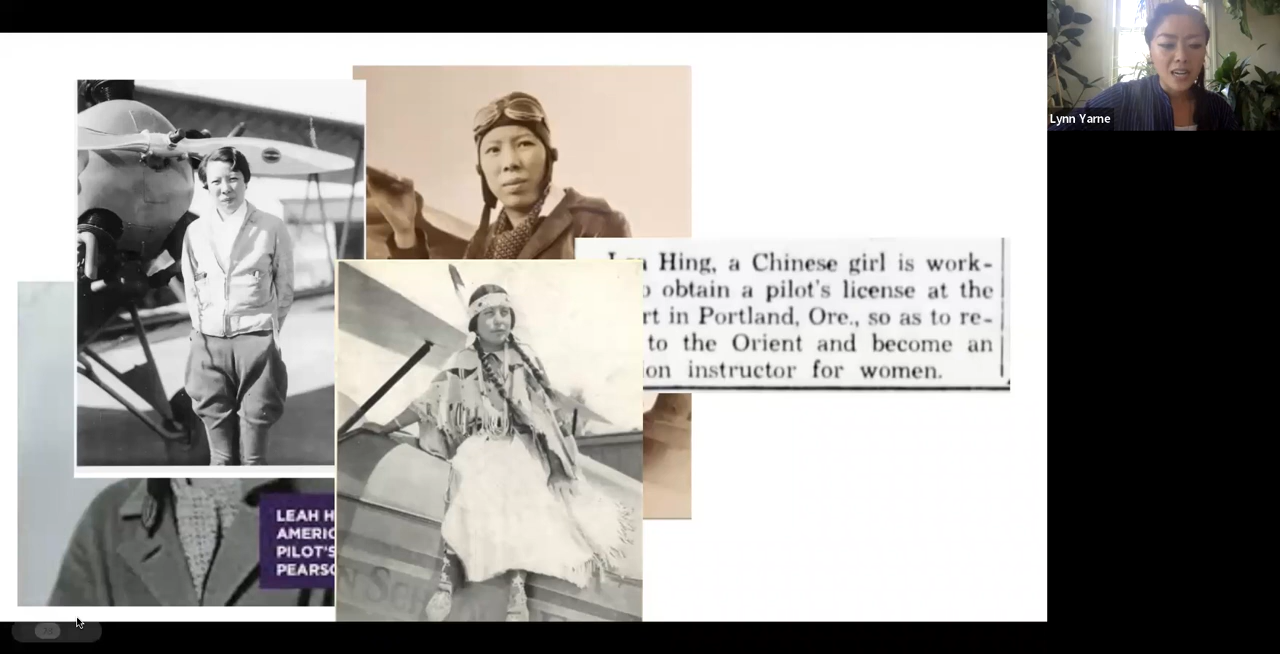 Hing, a Chinese girl is work-
obtain a pilot's license at the
rt in Portland, Ore., so as to re-
to the Orient and become an
on instructor for women.
LEAH H
AMERIC
PILOT'S
PEARSO
Lynn Yarne